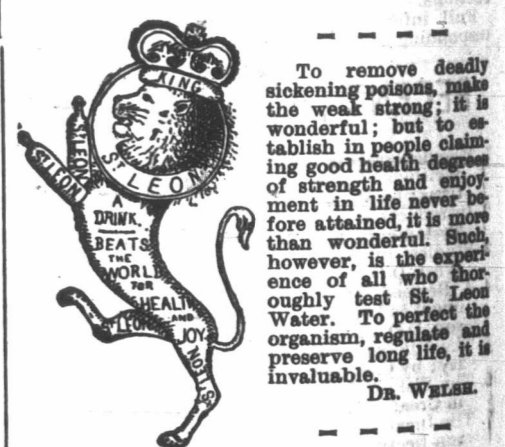 KING
ST LEON
ST LEON
ST. LEON
A
DRINK.
BEATS
THE
WORLD
FOR
HEALTH
AND
JOY
ST LEON
ST LEON
To remove deadly
sickening poisons, make
the weak strong; it is
wonderful; but to es-
tablish in people claim-
ing good health degrees
of strength and enjoy-
ment in life never be-
fore attained, it is more
than wonderful. Such,
however, is the experi-
ence of all who thor-
oughly test St. Leon
Water. To perfect the
organism, regulate and
preserve long life, it is
invaluable.
DR. WELSH.